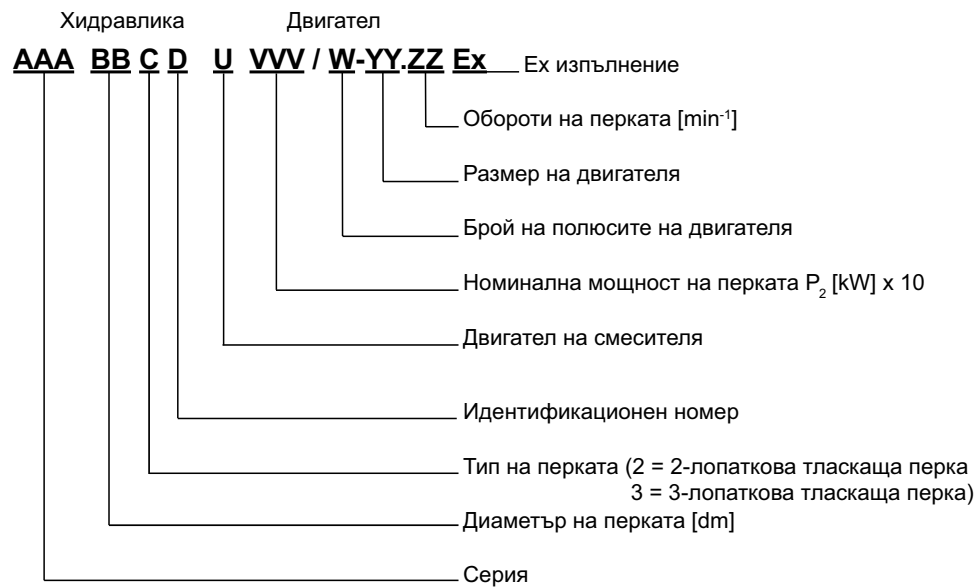 Хидравлика Двигател
AAA BB C D U VVV / W-YY.ZZ Ex Ex изпълнение
Обороти на перката [min-1]
Размер на двигателя
Брой на полюсите на двигателя
Номинална мощност на перката P2 [kW] x 10
Двигател на смесителя
Идентификационен номер
Тип на перката (2 = 2-лопаткова тласкаща перка
3 = 3-лопаткова тласкаща перка)
Диаметър на перката [dm]
Серия